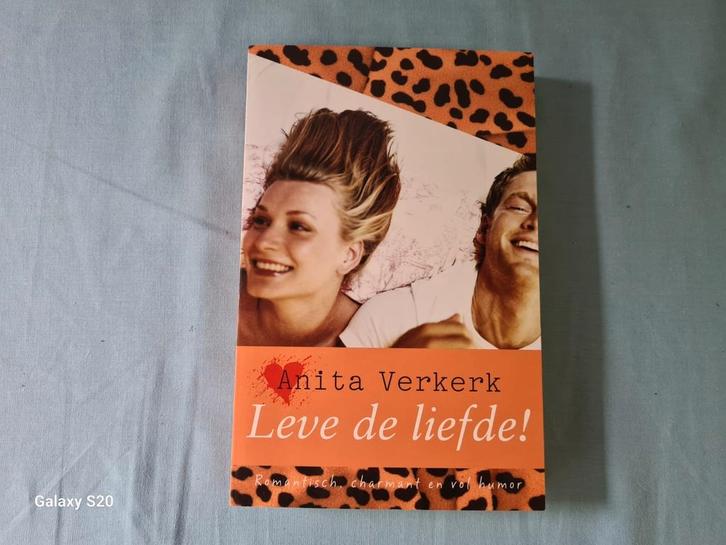 Anita Verkerk
Leve de liefde!
Romantisch, charmant en vol humor
Galaxy S20